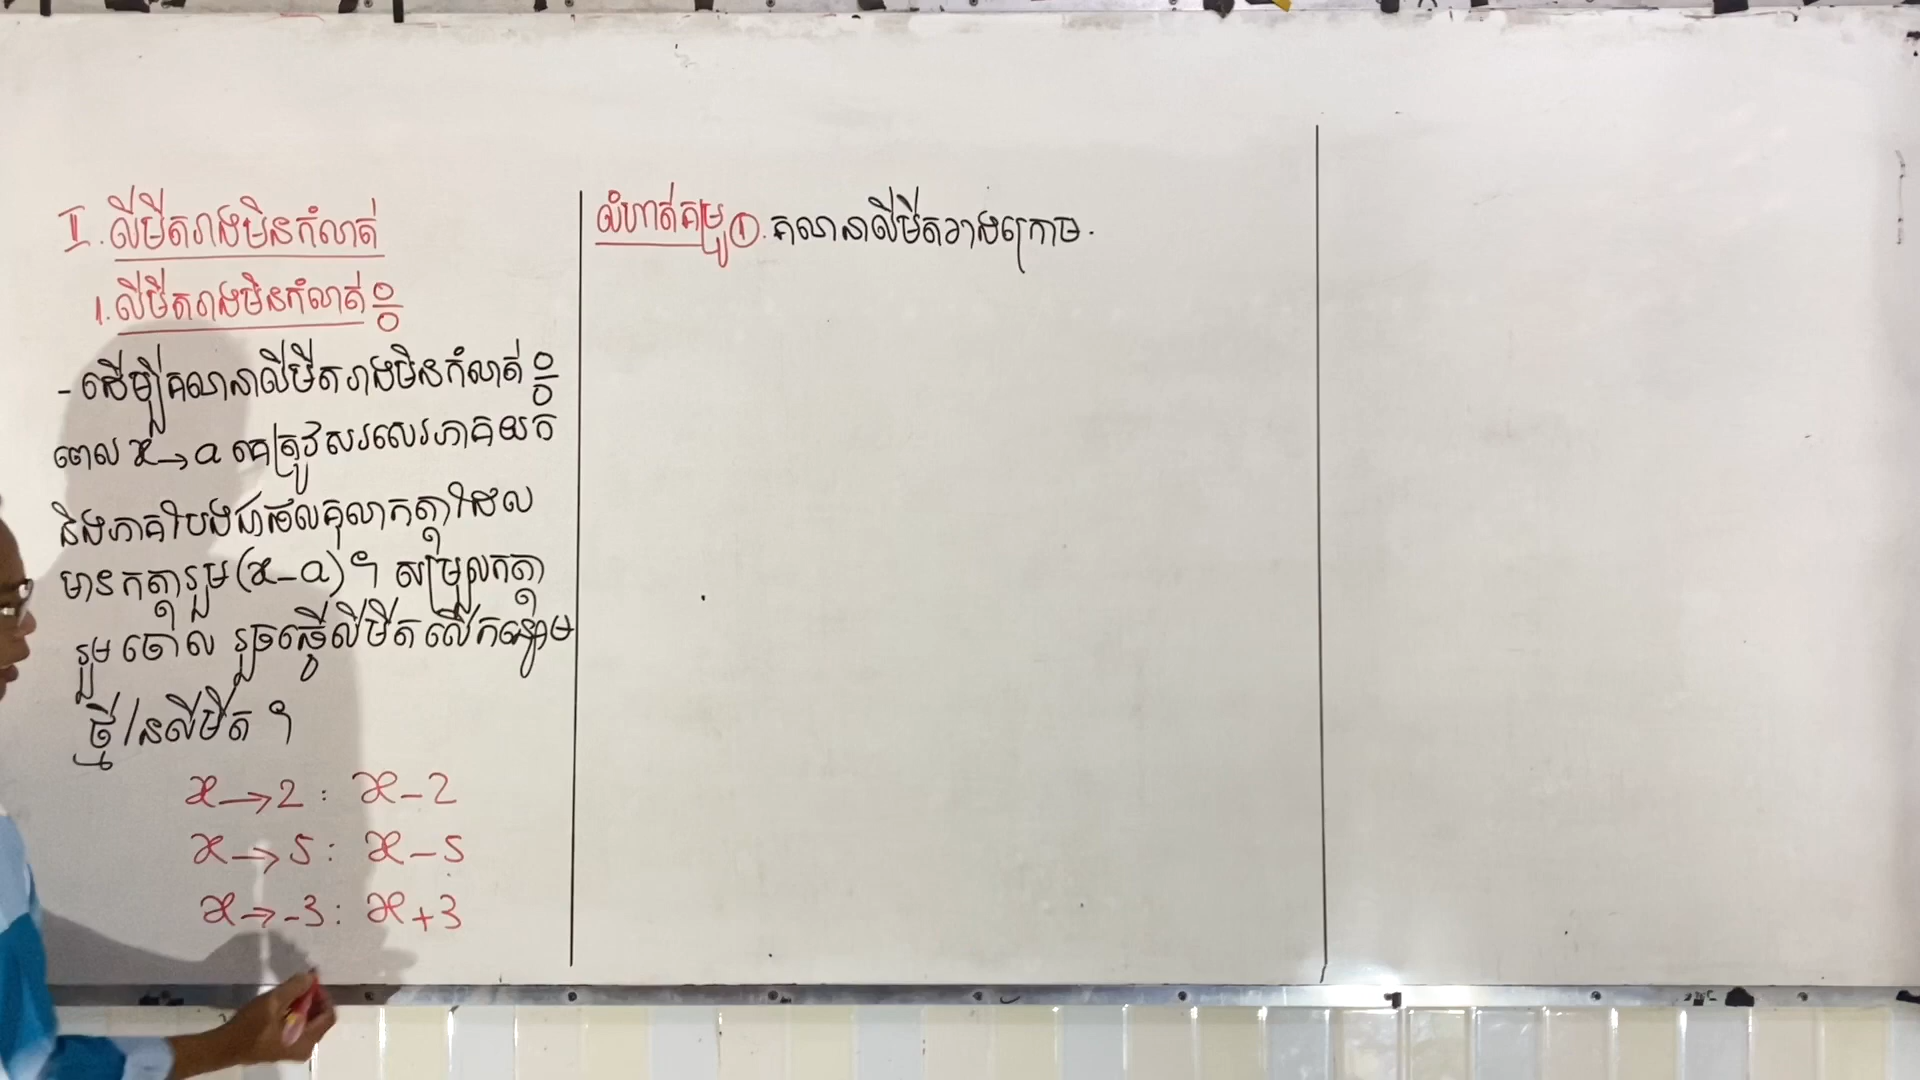 II. លីមីតរាងមិនកំណត់
1. លីមីតរាងមិនកំណត់ 0/0
- ដើម្បីគណនាលីមីតរាងមិនកំណត់ 0/0
ពេល x→a គេត្រូវសរសេរភាគយក
និងភាគបែងជាផលគុណកត្តាដែល
មានកត្តារួម (x-a) ។ សម្រួលកត្តា
រួមចោល រួចធ្វើលីមីតលើកន្សោម
ថ្មីនៃលីមីត ។
x→2 : x-2
x→5 : x-5
x→-3 : x+3
លំហាត់គម្រូ ①. គណនាលីមីតខាងក្រោម.